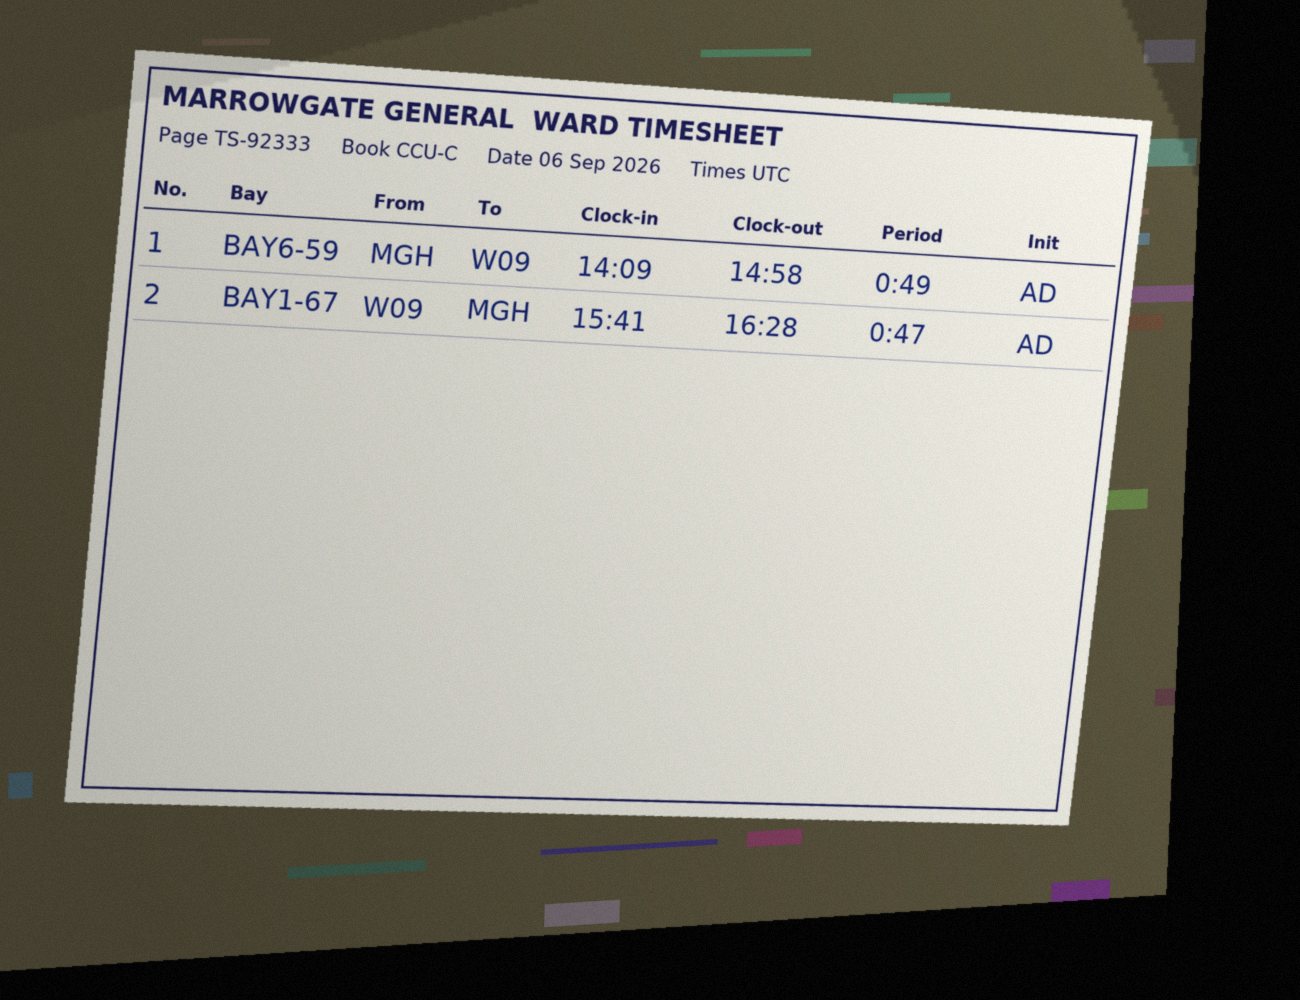 MARROWGATE GENERAL WARD TIMESHEET
Page TS-92333 Book CCU-C Date 06 Sep 2026 Times UTC
No. Bay From To Clock-in Clock-out Period Init
1 BAY6-59 MGH W09 14:09 14:58 0:49 AD
2 BAY1-67 W09 MGH 15:41 16:28 0:47 AD